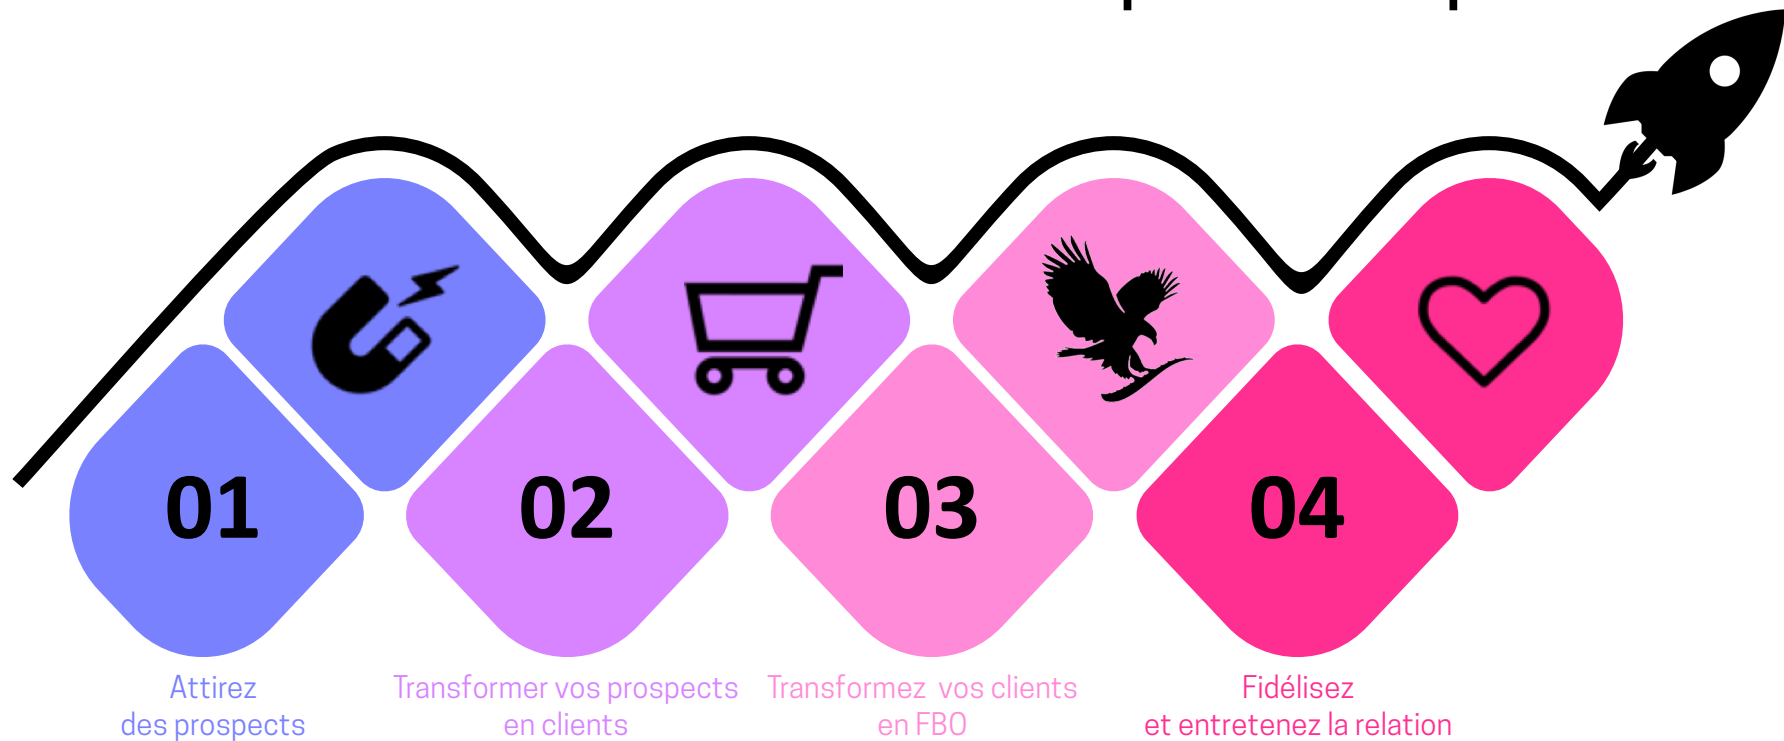 01
02
03
04
Attirez
des prospects
Transformer vos prospects
en clients
Transformez  vos clients
en FBO
Fidélisez
et entretenez la relation